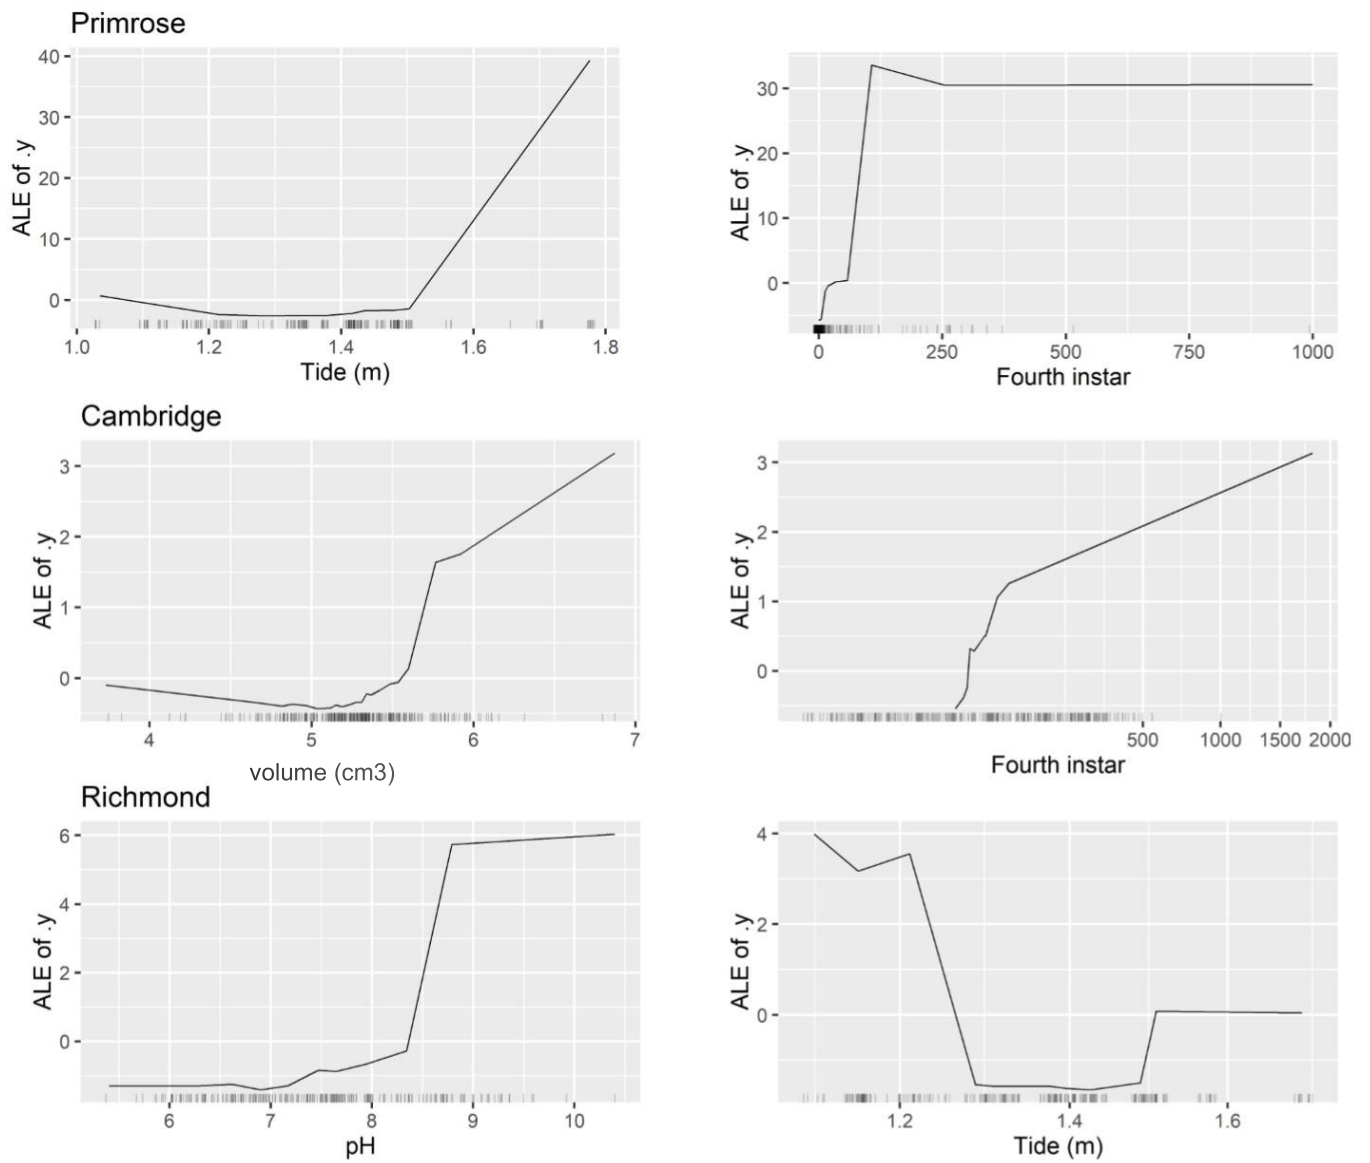 Primrose
ALE of .y
40
30
20
10
0
1.0 1.2 1.4 1.6 1.8
Tide (m)
ALE of .y
30
20
10
0
0 250 500 750 1000
Fourth instar
Cambridge
ALE of .y
3
2
1
0
4 5 6 7
volume (cm3)
ALE of .y
3
2
1
0
500 1000 1500 2000
Fourth instar
Richmond
ALE of .y
6
4
2
0
6 7 8 9 10
pH
ALE of .y
4
2
0
1.2 1.4 1.6
Tide (m)